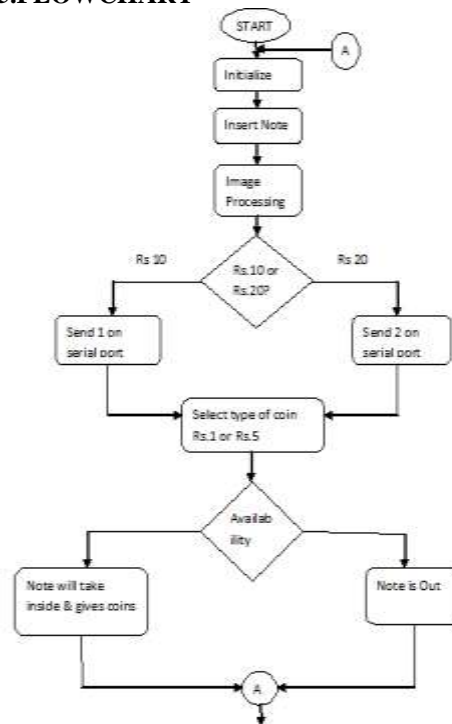 FLOWCHART
START
A
Initialize
Insert Note
Image
Processing
Rs 10
Rs.10 or
Rs.20?
Rs 20
Send 1 on
serial port
Send 2 on
serial port
Select type of coin
Rs.1 or Rs.5
Availab
ility
Note will take
inside & gives coins
Note is Out
A